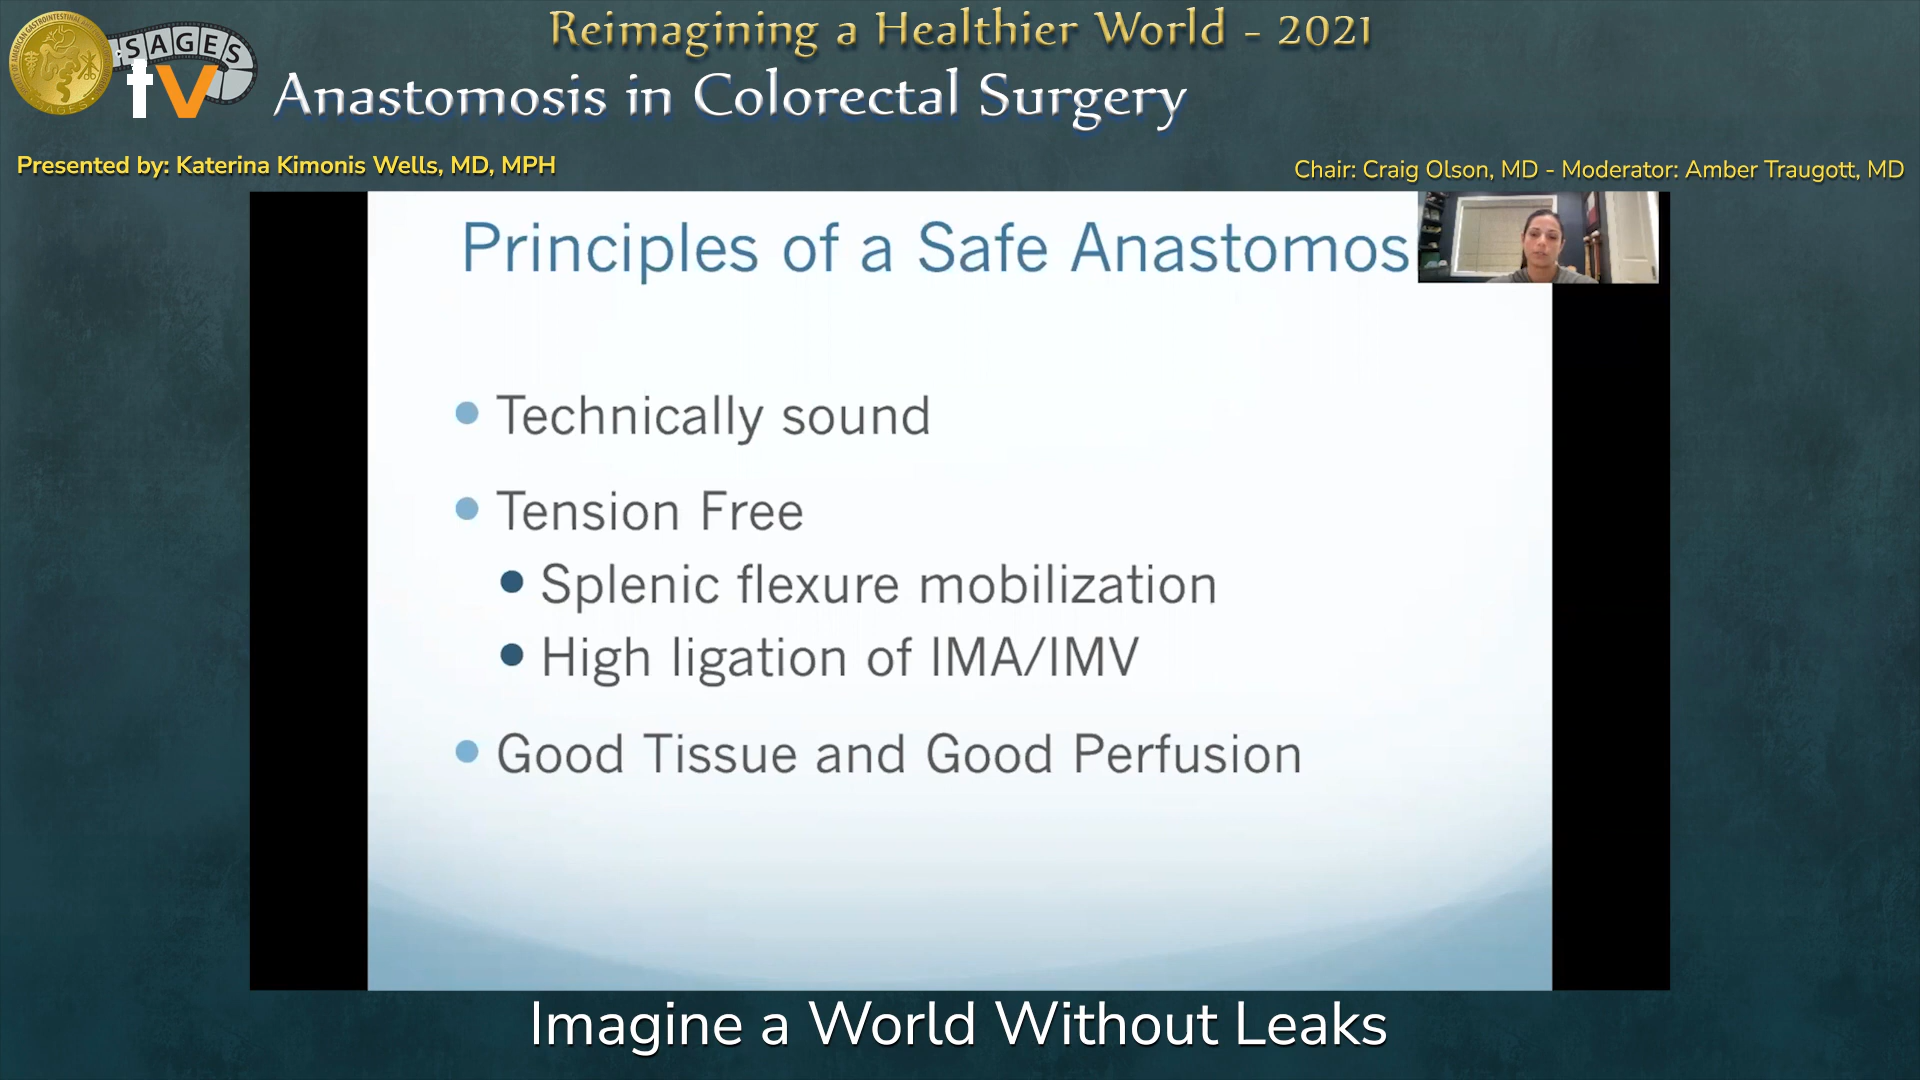 Reimagining a Healthier World - 2021
SAGES
tv
Anastomosis in Colorectal Surgery
Presented by: Katerina Kimonis Wells, MD, MPH
Chair: Craig Olson, MD - Moderator: Amber Traugott, MD
Principles of a Safe Anastomos
Technically sound
Tension Free
Splenic flexure mobilization
High ligation of IMA/IMV
Good Tissue and Good Perfusion
Imagine a World Without Leaks